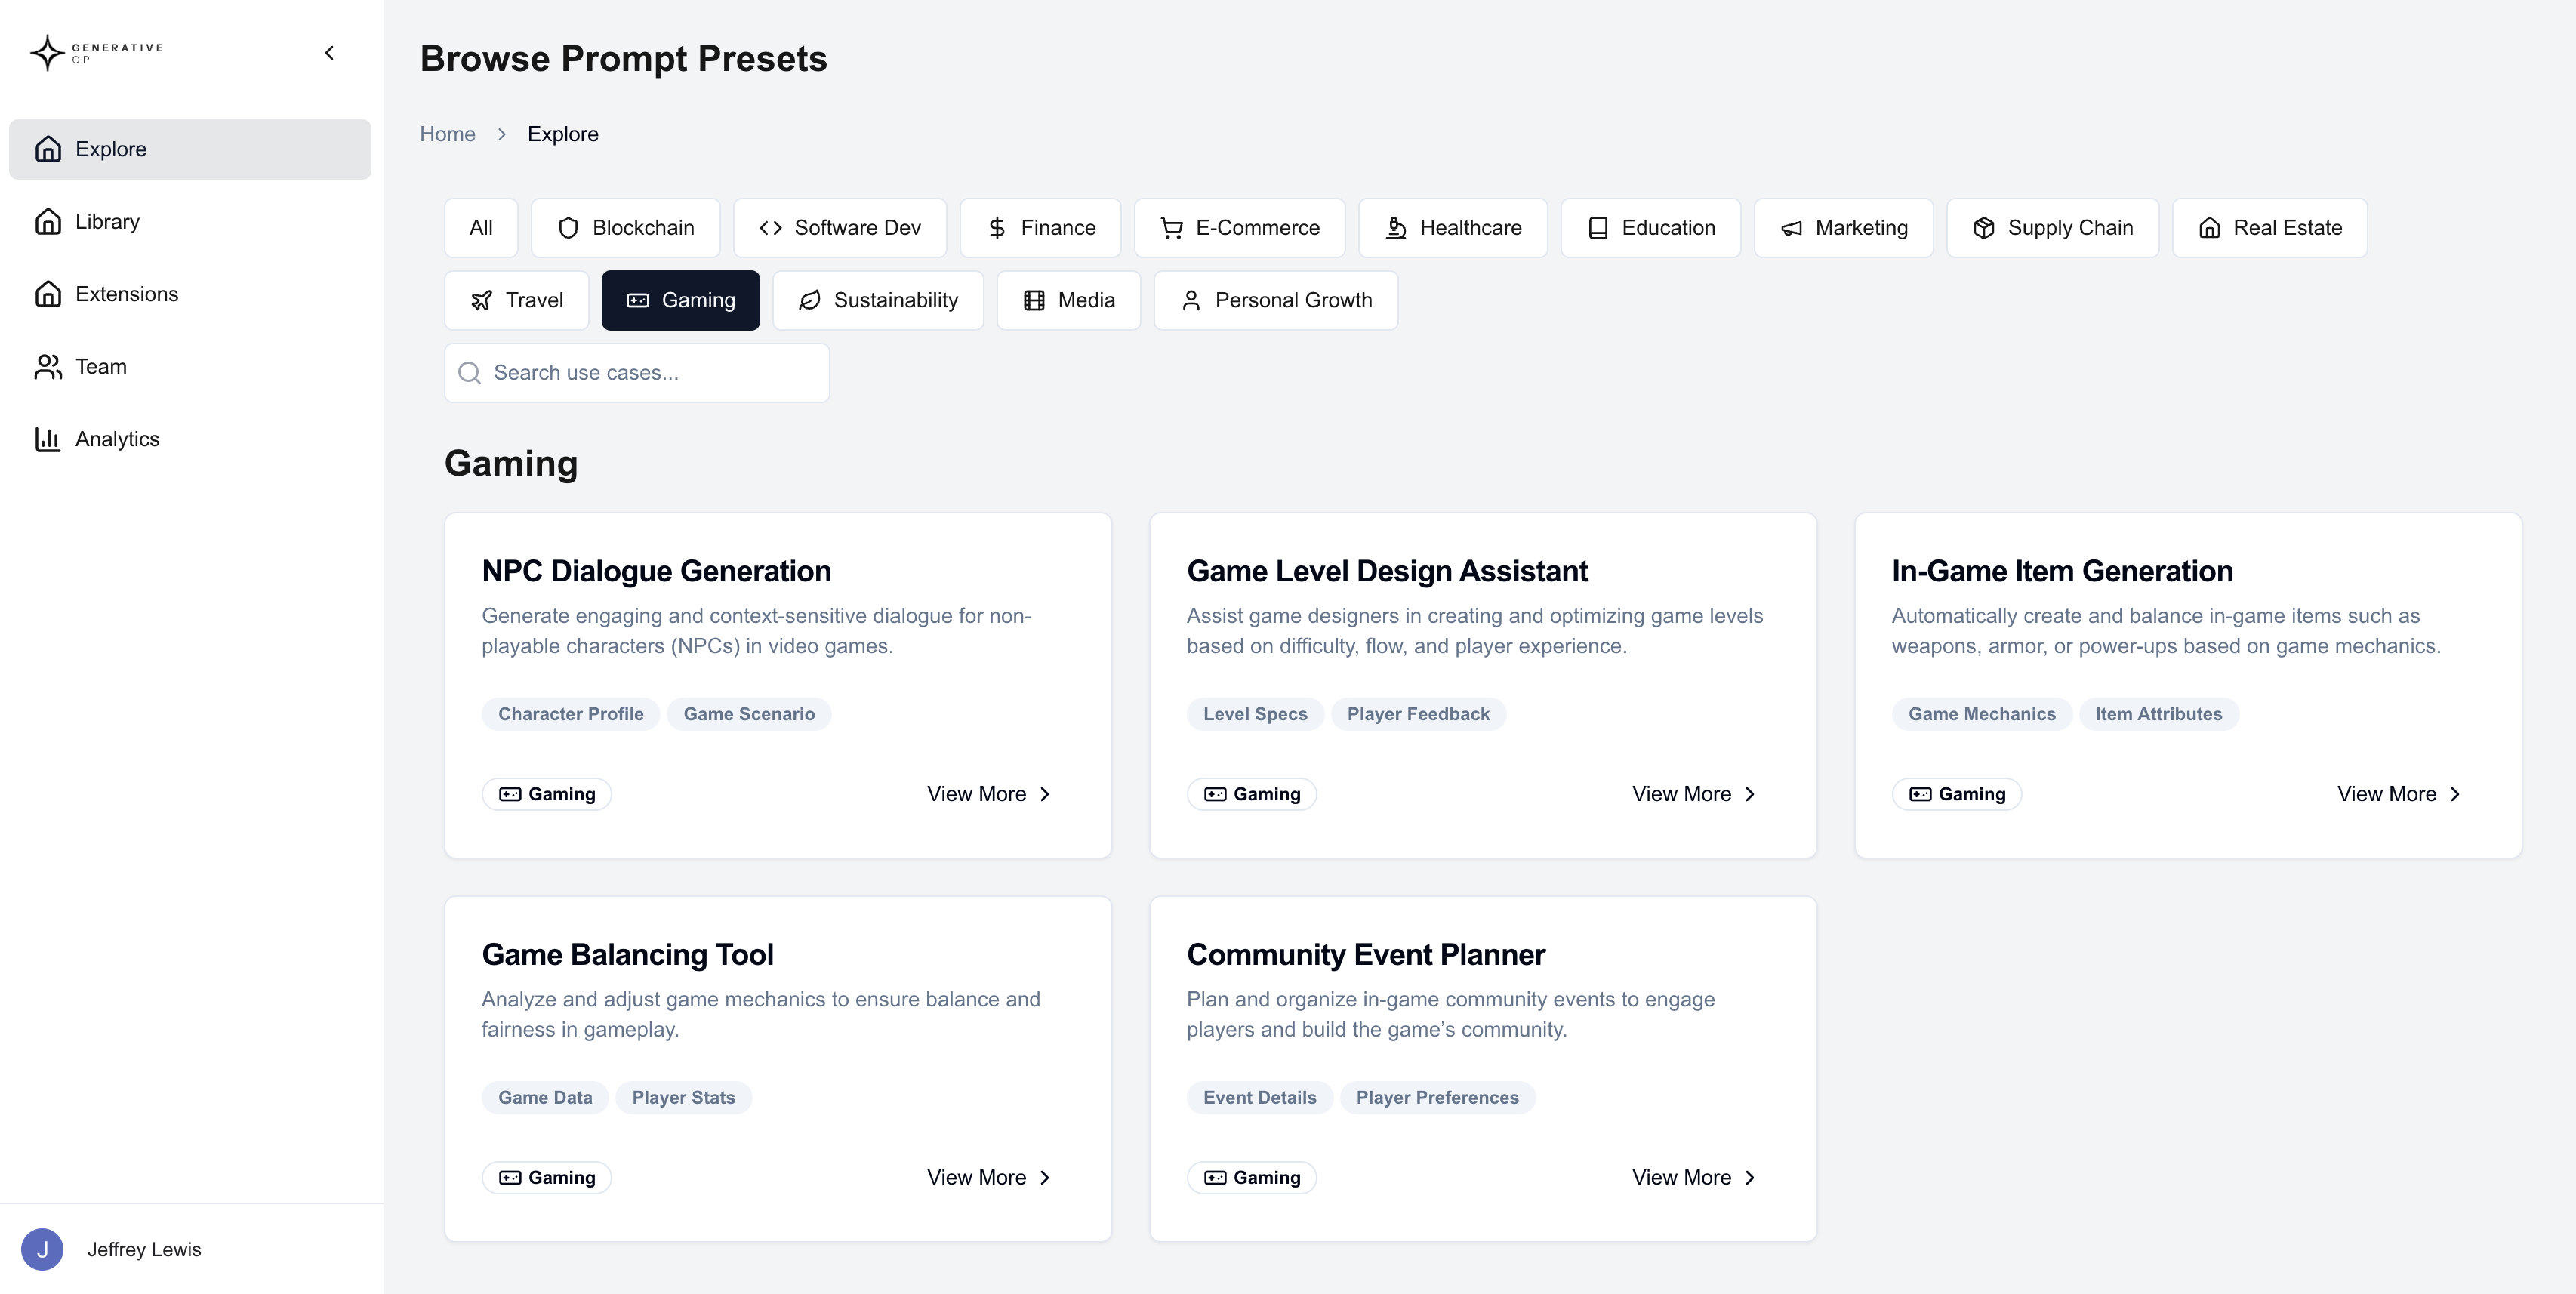 GENERATIVE
OP
Explore
Library
Extensions
Team
Analytics
J
Jeffrey Lewis
Browse Prompt Presets
Home > Explore
All Blockchain Software Dev Finance E-Commerce Healthcare Education Marketing Supply Chain Real Estate
Travel Gaming Sustainability Media Personal Growth
Search use cases...
Gaming
NPC Dialogue Generation
Generate engaging and context-sensitive dialogue for non-
playable characters (NPCs) in video games.
Character Profile Game Scenario
Gaming View More
Game Level Design Assistant
Assist game designers in creating and optimizing game levels
based on difficulty, flow, and player experience.
Level Specs Player Feedback
Gaming View More
In-Game Item Generation
Automatically create and balance in-game items such as
weapons, armor, or power-ups based on game mechanics.
Game Mechanics Item Attributes
Gaming View More
Game Balancing Tool
Analyze and adjust game mechanics to ensure balance and
fairness in gameplay.
Game Data Player Stats
Gaming View More
Community Event Planner
Plan and organize in-game community events to engage
players and build the game’s community.
Event Details Player Preferences
Gaming View More